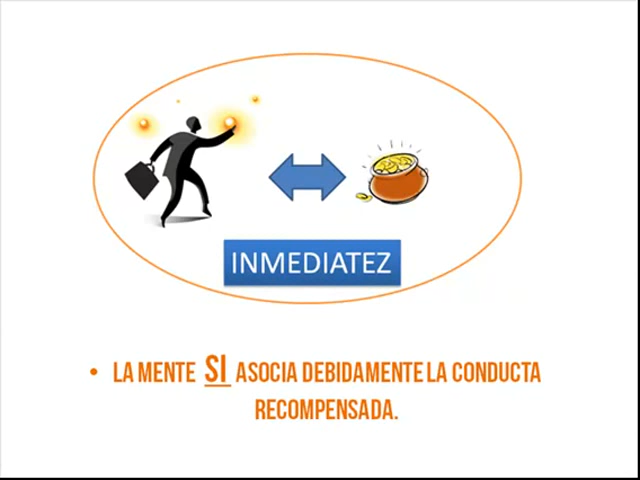 INMEDIATEZ
• LA MENTE SI ASOCIA DEBIDAMENTE LA CONDUCTA
RECOMPENSADA.